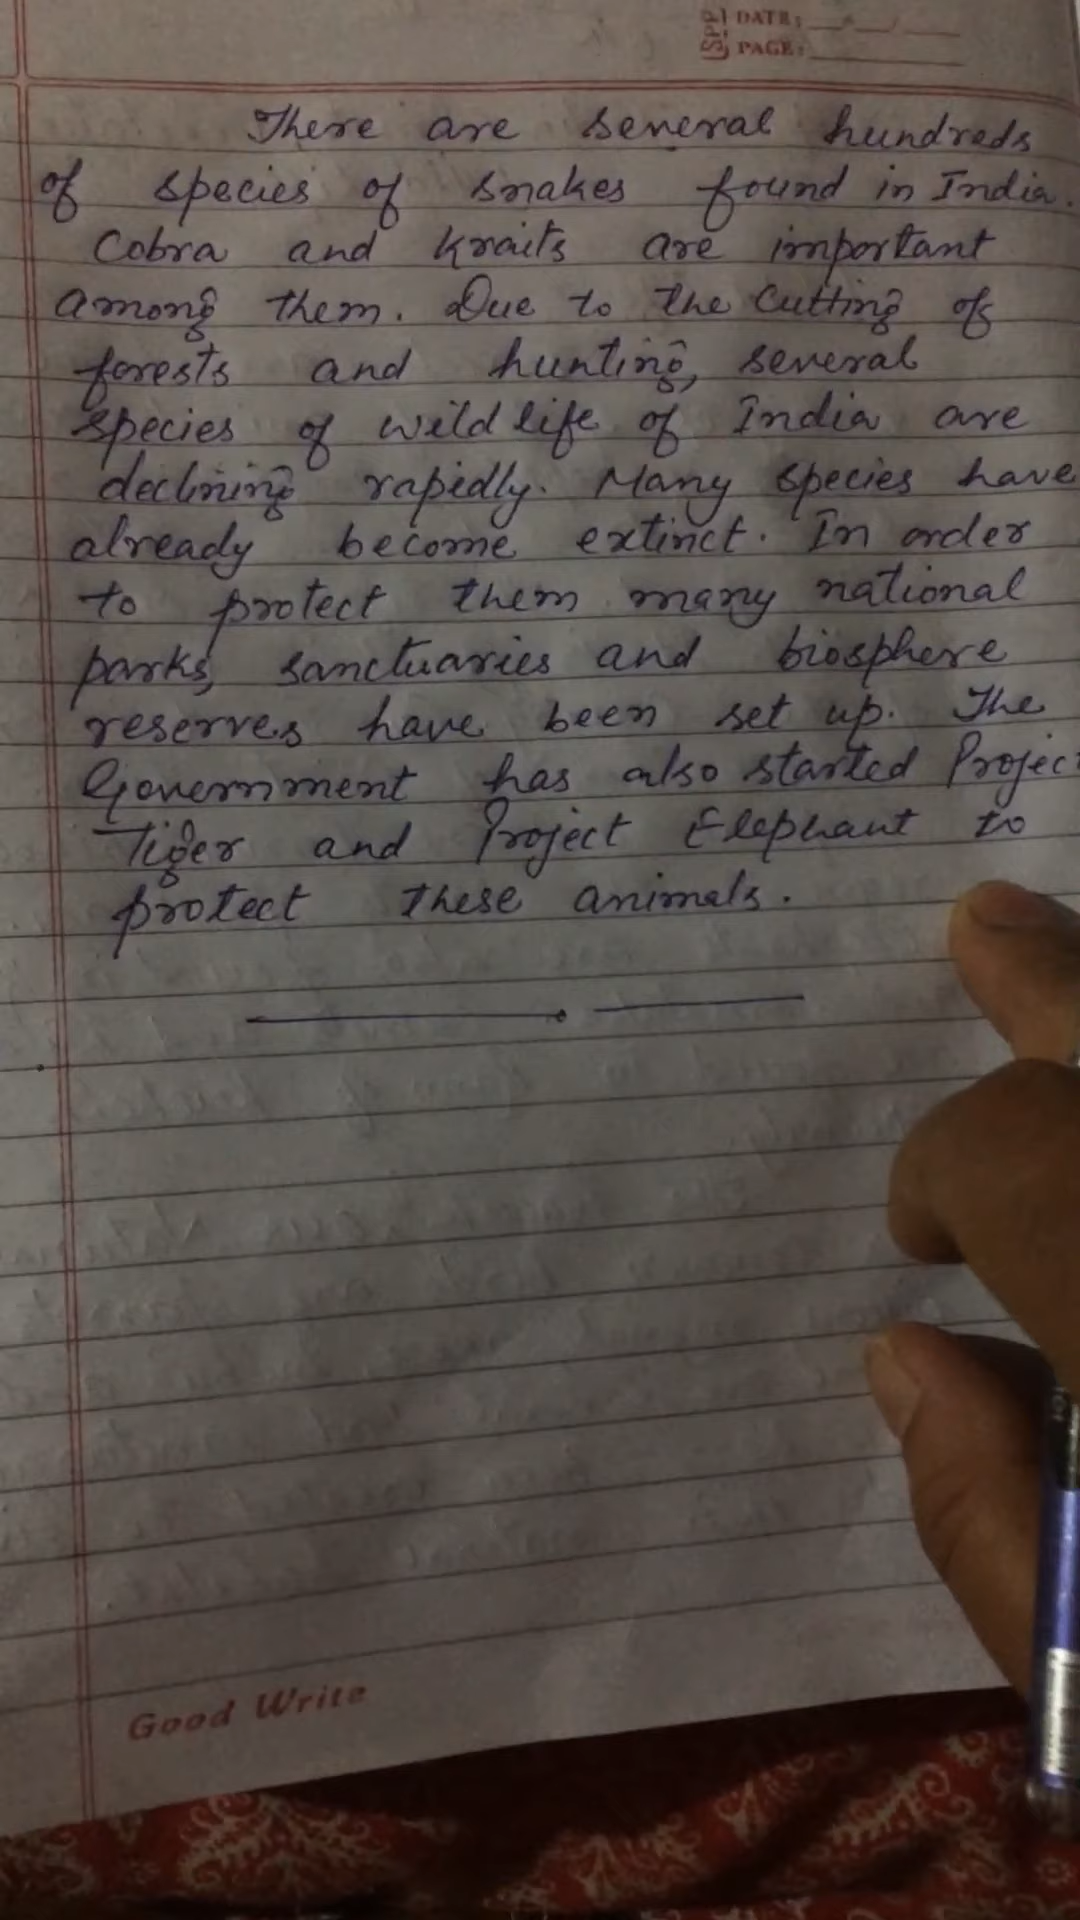 DATE:
PAGE:
There are several hundreds
of species of snakes found in India.
Cobra and kraits are important
among them. Due to the cutting of
forests and hunting, several
species of wild life of India are
declining rapidly. Many species have
already become extinct. In order
to protect them many national
parks, sanctuaries and biosphere
reserves have been set up. The
Government has also started Project
Tiger and Project Elephant to
protect these animals.
Good Write